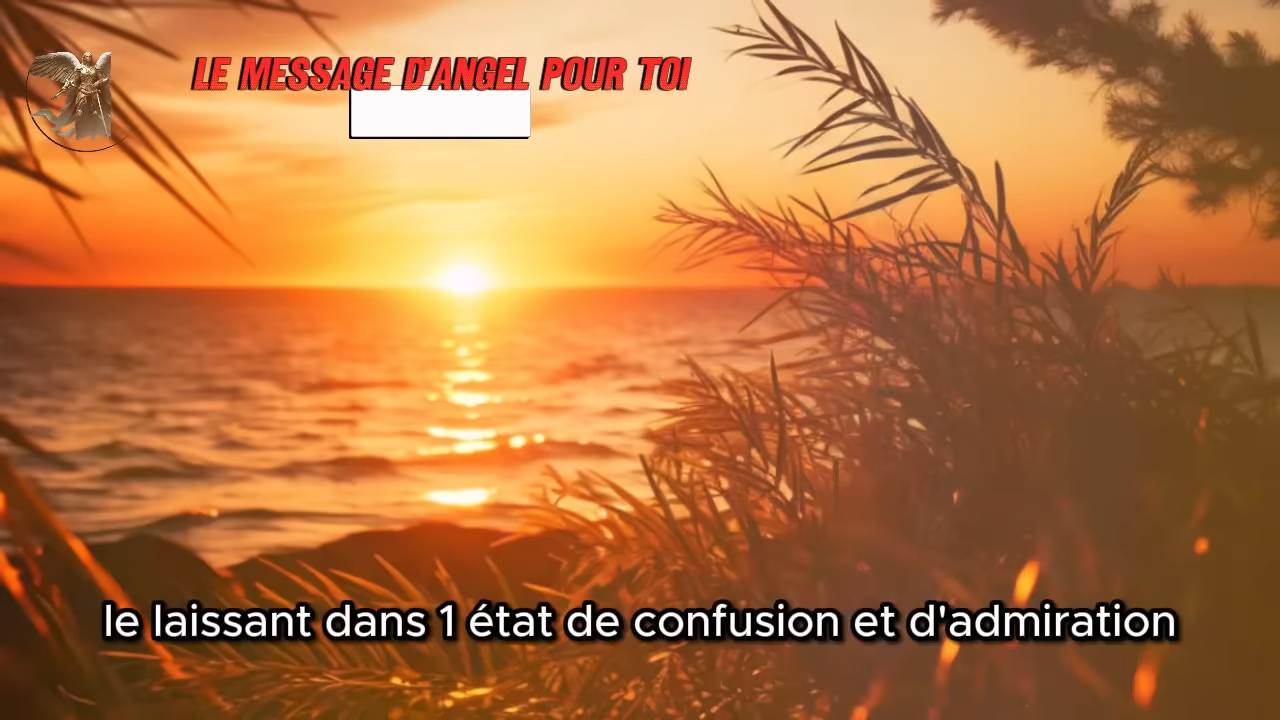 LE MESSAGE D'ANGEL POUR TOI
le laissant dans 1 état de confusion et d'admiration